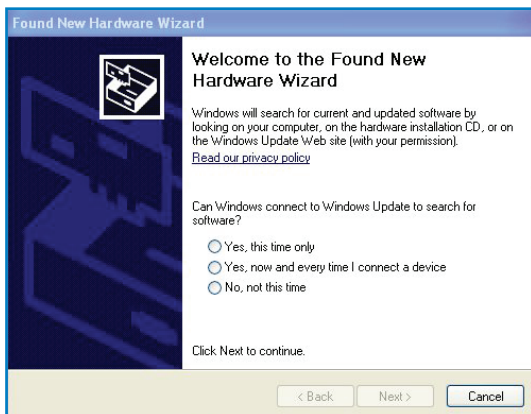 Found New Hardware Wizard
Welcome to the Found New
Hardware Wizard
Windows will search for current and updated software by
looking on your computer, on the hardware installation CD, or on
the Windows Update Web site (with your permission).
Read our privacy policy
Can Windows connect to Windows Update to search for
software?
Yes, this time only
Yes, now and every time I connect a device
No, not this time
Click Next to continue.
< Back
Next >
Cancel